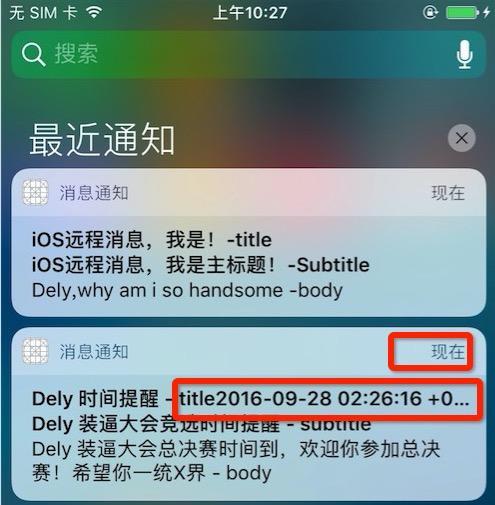 无 SIM 卡 上午10:27
搜索
最近通知
消息通知 现在
iOS远程消息，我是！-title
iOS远程消息，我是主标题！-Subtitle
Dely,why am i so handsome -body
消息通知 现在
Dely 时间提醒 - title2016-09-28 02:26:16 +0...
Dely 装逼大会竞选时间提醒 - subtitle
Dely 装逼大会总决赛时间到，欢迎你参加总决
赛！希望你一统X界 - body